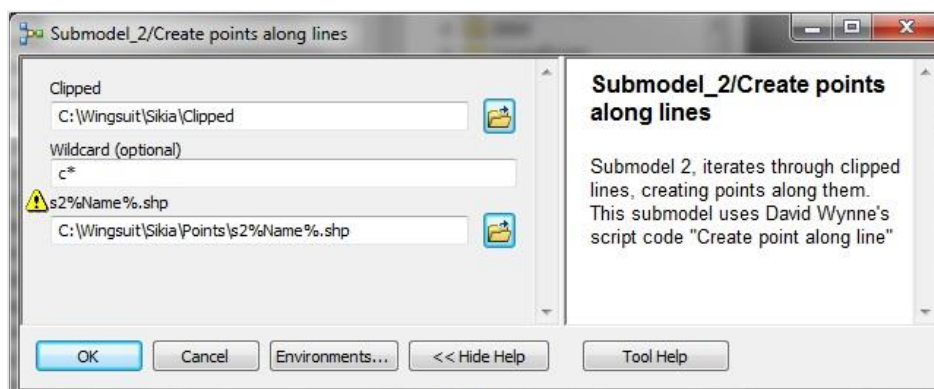 Submodel_2/Create points along lines
Clipped
C:\Wingsuit\Sikia\Clipped
Wildcard (optional)
c*
s2%Name%.shp
C:\Wingsuit\Sikia\Points\s2%Name%.shp
Submodel_2/Create points
along lines
Submodel 2, iterates through clipped
lines, creating points along them.
This submodel uses David Wynne's
script code "Create point along line"
OK
Cancel
Environments...
<< Hide Help
Tool Help